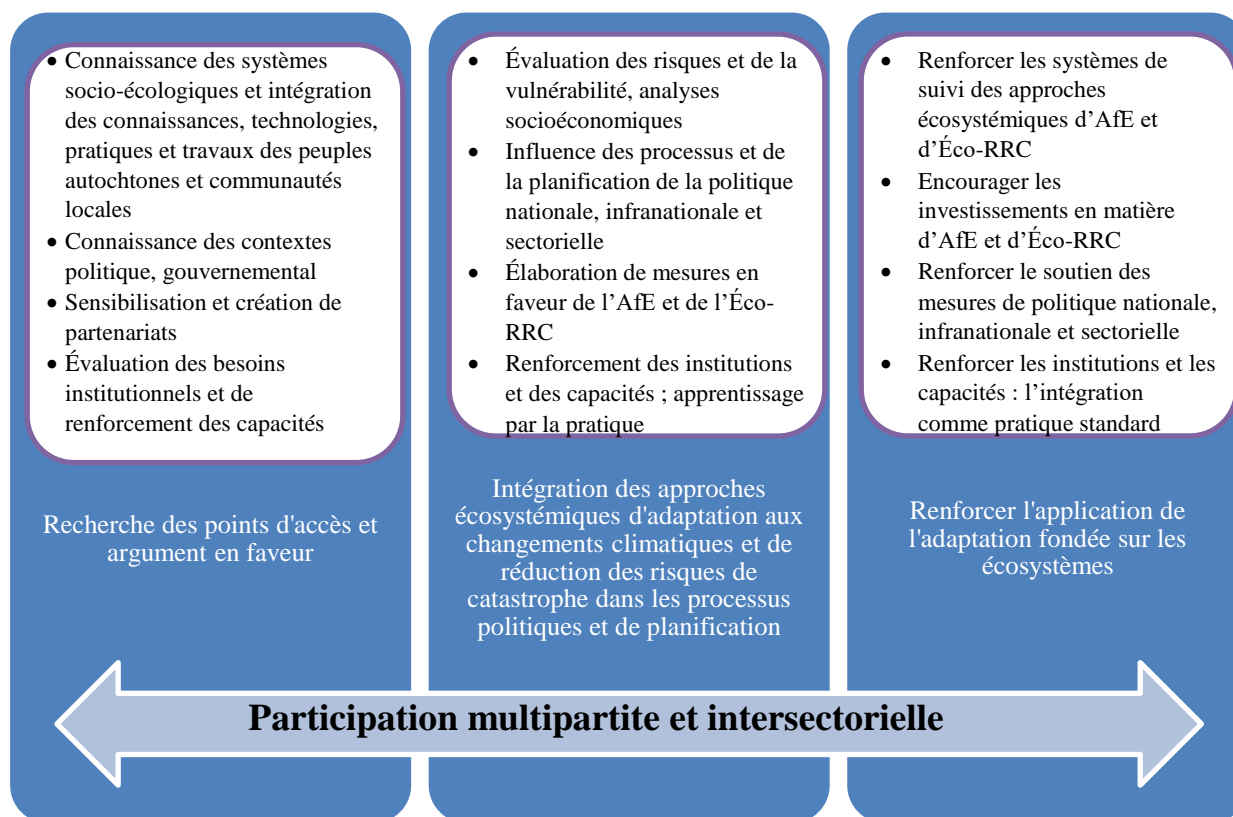 • Connaissance des systèmes
socio-écologiques et intégration
des connaissances, technologies,
pratiques et travaux des peuples
autochtones et communautés
locales
• Connaissance des contextes
politique, gouvernemental
• Sensibilisation et création de
partenariats
• Évaluation des besoins
institutionnels et de
renforcement des capacités
Recherche des points d'accès et
argument en faveur
• Évaluation des risques et de la
vulnérabilité, analyses
socioéconomiques
• Influence des processus et de
la planification de la politique
nationale, infranationale et
sectorielle
• Élaboration de mesures en
faveur de l’AfE et de l’Éco-
RRC
• Renforcement des institutions
et des capacités ; apprentissage
par la pratique
Intégration des approches
écosystémiques d'adaptation aux
changements climatiques et de
réduction des risques de
catastrophe dans les processus
politiques et de planification
• Renforcer les systèmes de
suivi des approches
écosystémiques d’AfE et
d’Éco-RRC
• Encourager les
investissements en matière
d’AfE et d’Éco-RRC
• Renforcer le soutien des
mesures de politique nationale,
infranationale et sectorielle
• Renforcer les institutions et les
capacités : l’intégration
comme pratique standard
Renforcer l'application de
l'adaptation fondée sur les
écosystèmes
Participation multipartite et intersectorielle